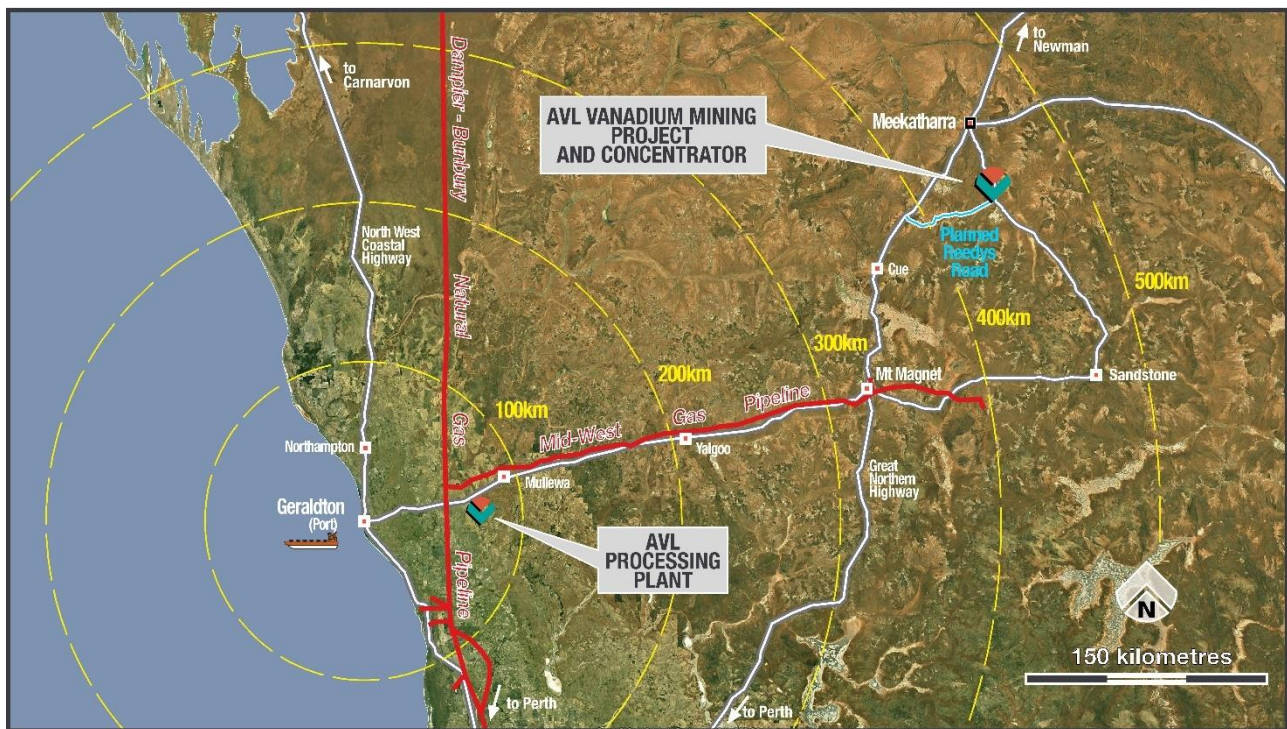 to
Carnarvon
to
Newman
AVL VANADIUM MINING
PROJECT
AND CONCENTRATOR
Meekatharra
Dampier - Bunbury
Natural
Gas
Pipeline
North West
Coastal
Highway
Planned
Reedys
Road
Cue
500km
400km
300km
200km
100km
Mt Magnet
Sandstone
Mid-West
Gas
Pipeline
Yalgoo
Northampton
Mullewa
Geraldton
(Port)
Great
Northern
Highway
AVL
PROCESSING
PLANT
N
150 kilometres
to Perth
to Perth